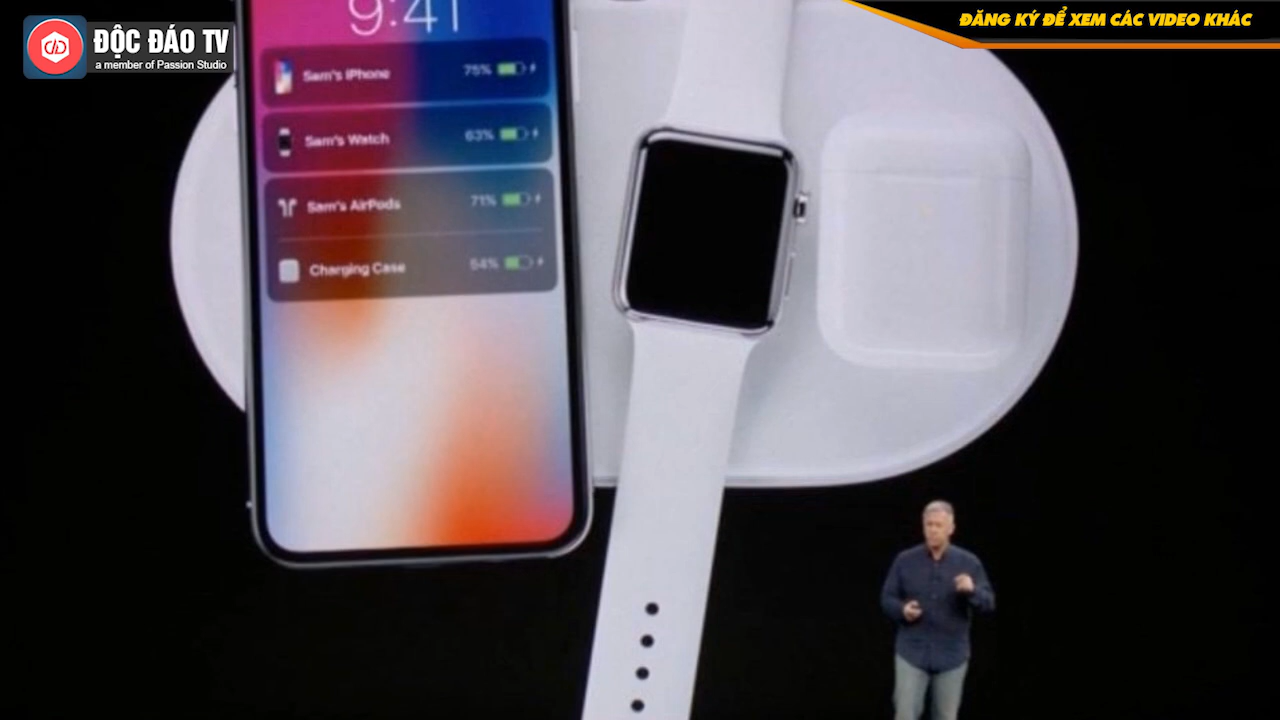 ĐỘC ĐÁO TV
a member of Passion Studio
ĐĂNG KÝ ĐỂ XEM CÁC VIDEO KHÁC
9:41
Sam's iPhone 75%
Sam's Watch 63%
Sam's AirPods 71%
Charging Case 54%